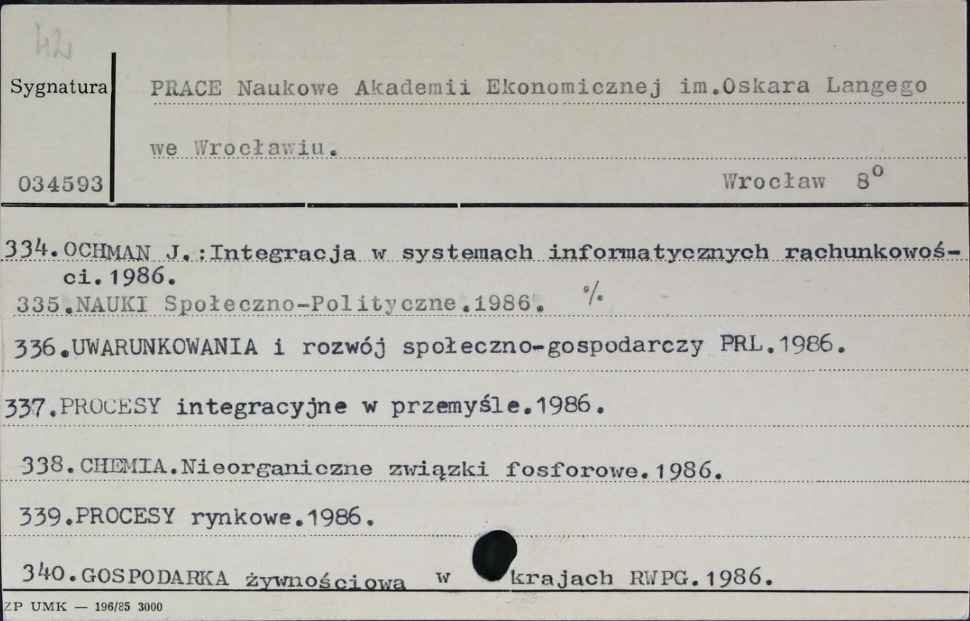 42
Sygnatura
PRACE Naukowe Akademii Ekonomicznej im.Oskara Langego
we Wrocławiu.
034593
Wrocław 8°
334.OCHMAN J.:Integracja w systemach informatycznych rachunkowoś-
ci.1986.
335.NAUKI Społeczno-Polityczne.1986. %
336.UWARUNKOWANIA i rozwój społeczno-gospodarczy PRL.1986.
337.PROCESY integracyjne w przemyśle.1986.
338.CHEMIA.Nieorganiczne związki fosforowe.1986.
339.PROCESY rynkowe.1986.
340.GOSPODARKA żywnościowa w krajach RWPG.1986.
ZP UMK — 196/85 3000